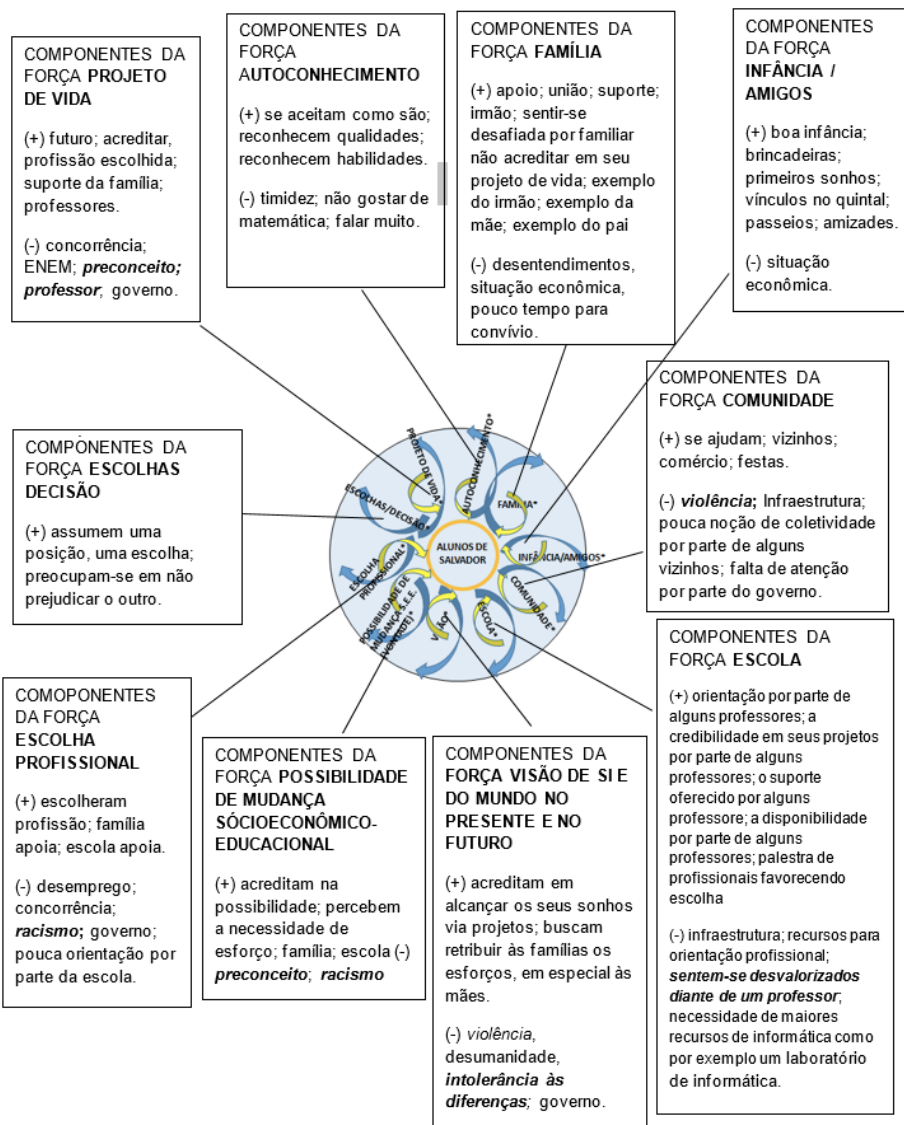 COMPONENTES DA
FORÇA PROJETO
DE VIDA
(+) futuro; acreditar,
profissão escolhida;
suporte da família;
professores.
(-) concorrência;
ENEM; preconceito;
professor, governo.
COMPONENTES DA
FORÇA
AUTOCONHECIMENTO
(+) se aceitam como são;
reconhecem qualidades;
reconhecem habilidades.
(-) timidez; não gostar de
matemática; falar muito.
COMPONENTES DA
FORÇA FAMÍLIA
(+) apoio; união; suporte;
irmão; sentir-se
desafiada por familiar
não acreditar em seu
projeto de vida; exemplo
do irmão; exemplo da
mãe; exemplo do pai
(-) desentendimentos,
situação econômica,
pouco tempo para
convívio.
COMPONENTES
DA FORÇA
INFÂNCIA /
AMIGOS
(+) boa infância;
brincadeiras;
primeiros sonhos;
vínculos no quintal;
passeios; amizades.
(-) situação
econômica.
COMPONENTES DA
FORÇA COMUNIDADE
(+) se ajudam; vizinhos;
comércio; festas.
(-) violência; Infraestrutura;
pouca noção de coletividade
por parte de alguns
vizinhos; falta de atenção
por parte do governo.
COMPONENTES DA
FORÇA ESCOLHAS
DECISÃO
(+) assumem uma
posição, uma escolha;
preocupam-se em não
prejudicar o outro.
PROJETO DE VIDA*
AUTOCONHECIMENTO*
FAMÍLIA*
ESCOLHAS/DECISÃO*
ALUNOS DE
SALVADOR
INFÂNCIA/AMIGOS*
ESCOLHA
PROFISSIONAL*
COMUNIDADE*
POSSIBILIDADE DE
MUDANÇA S.E.E.
(VONTADE)*
VISÃO*
ESCOLA*
COMPONENTES DA
FORÇA ESCOLA
(+) orientação por parte de
alguns professores; a
credibilidade em seus projetos
por parte de alguns
professores; o suporte
oferecido por alguns
professore; a disponibilidade
por parte de alguns
professores; palestra de
profissionais favorecendo
escolha
(-) infraestrutura; recursos para
orientação profissional;
sentem-se desvalorizados
diante de um professor;
necessidade de maiores
recursos de informática como
por exemplo um laboratório
de informática.
COMOPONENTES
DA FORÇA
ESCOLHA
PROFISSIONAL
(+) escolheram
profissão; família
apoia; escola apoia.
(-) desemprego;
concorrência;
racismo; governo;
pouca orientação por
parte da escola.
COMPONENTES DA
FORÇA POSSIBILIDADE
DE MUDANÇA
SÓCIOECONÔMICO-
EDUCACIONAL
(+) acreditam na
possibilidade; percebem
a necessidade de
esforço; família; escola (-)
preconceito; racismo
COMPONENTES DA
FORÇA VISÃO DE SI E
DO MUNDO NO
PRESENTE E NO
FUTURO
(+) acreditam em
alcançar os seus sonhos
via projetos; buscam
retribuir às famílias os
esforços, em especial às
mães.
(-) violência,
desumanidade,
intolerância às
diferenças; governo.